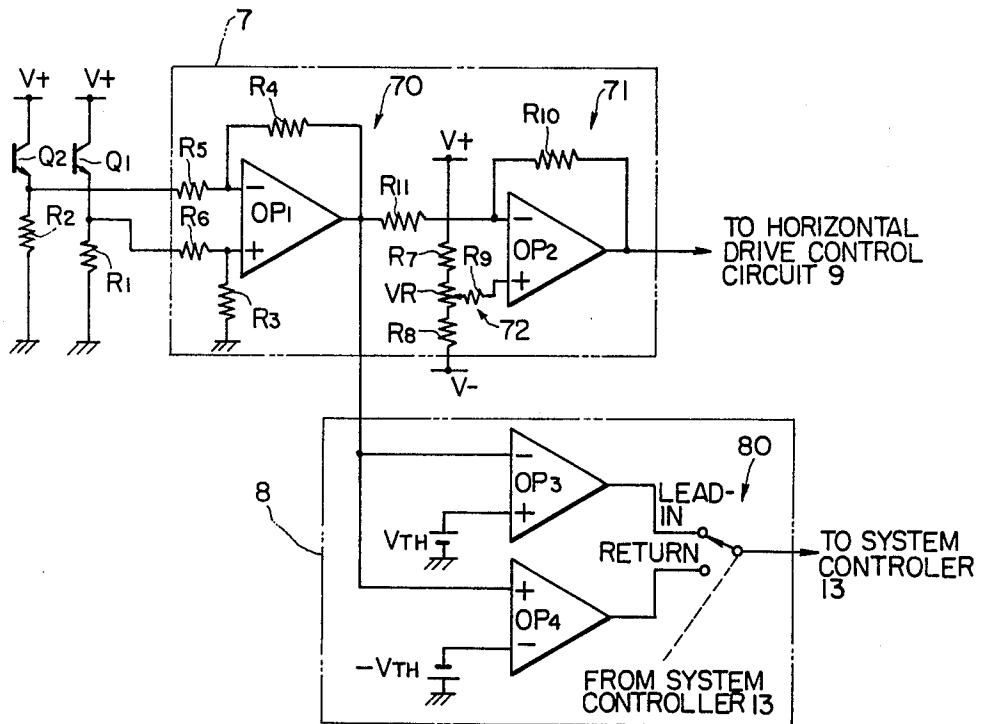 7
V+
V+
R4
70
71
R10
Q2
Q1
R5
V+
R11
OP1
R6
R2
R1
R3
R7
R9
OP2
VR
R8
72
V-
TO HORIZONTAL
DRIVE CONTROL
CIRCUIT 9
8
OP3
80
LEAD-
IN
VTH
RETURN
TO SYSTEM
CONTROLER
13
OP4
-VTH
FROM SYSTEM
CONTROLLER 13